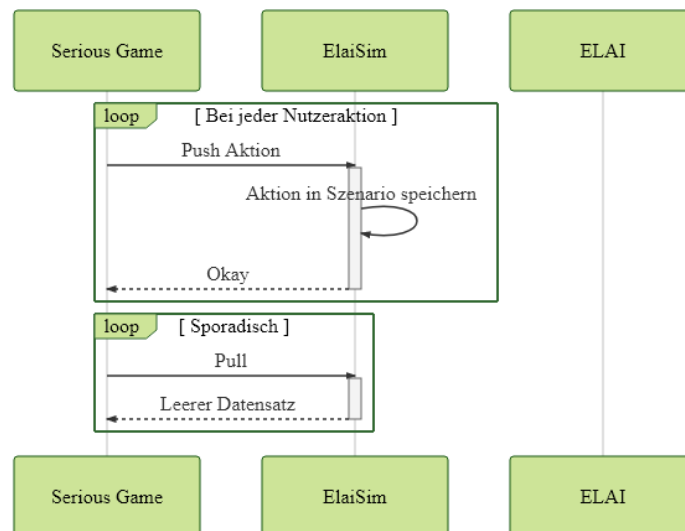 Serious Game
ElaiSim
ELAI
loop
[ Bei jeder Nutzeraktion ]
Push Aktion
Aktion in Szenario speichern
Okay
loop
[ Sporadisch ]
Pull
Leerer Datensatz
Serious Game
ElaiSim
ELAI